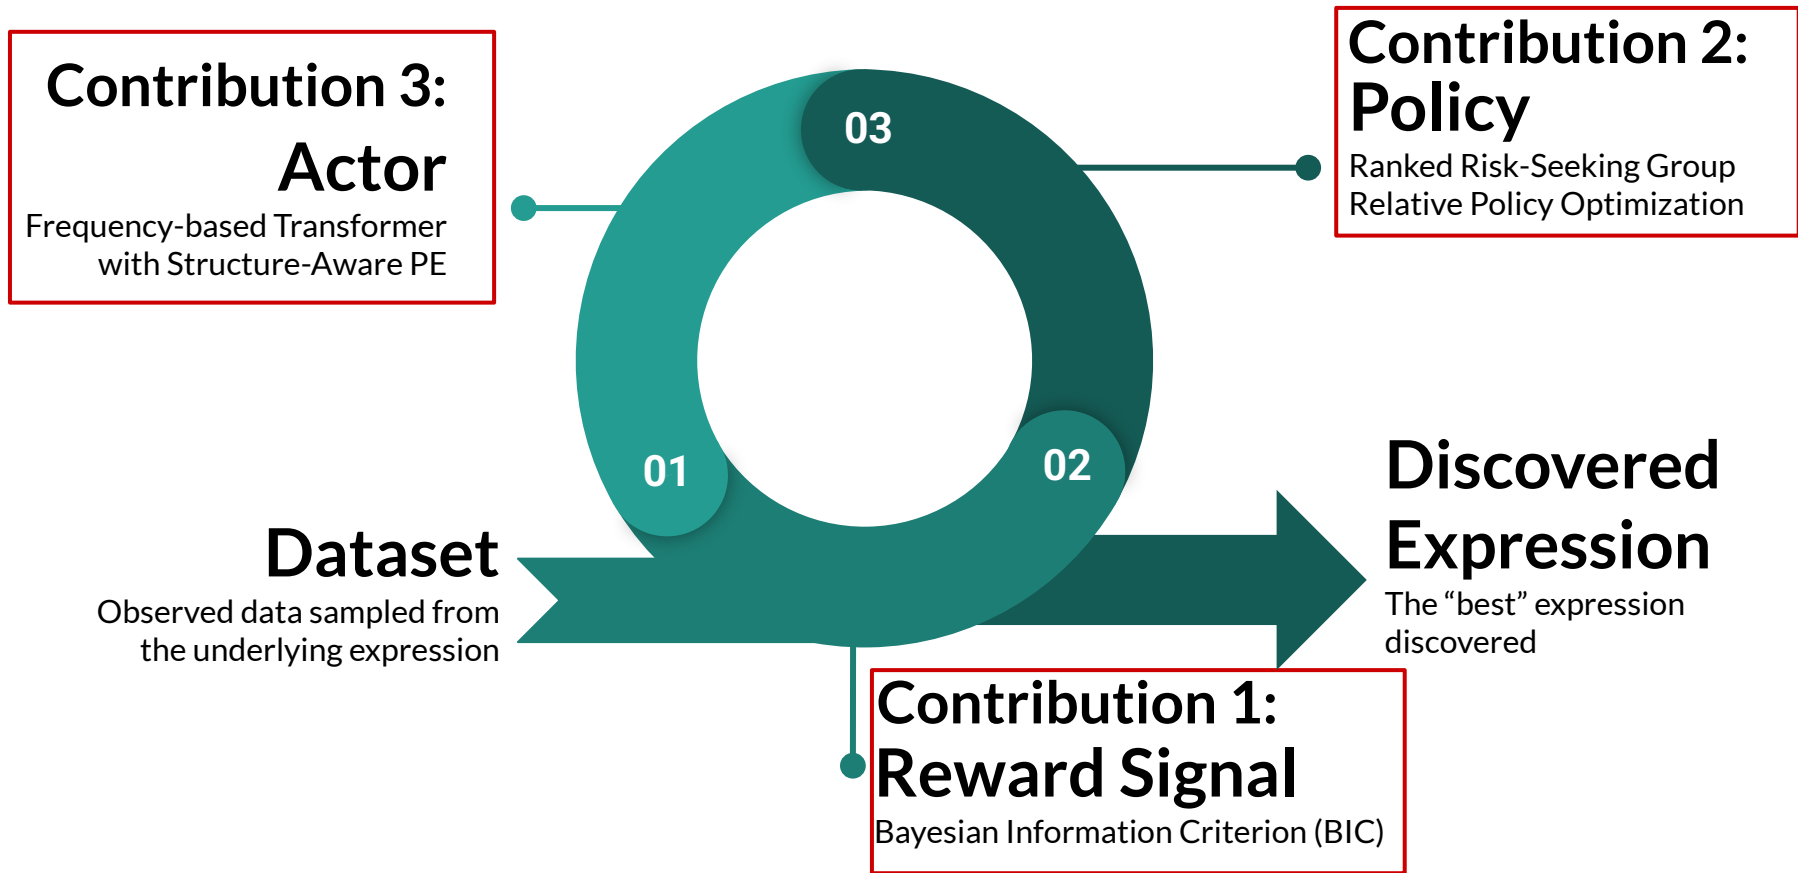 Contribution 3:
Actor
Frequency-based Transformer
with Structure-Aware PE
03
Contribution 2:
Policy
Ranked Risk-Seeking Group
Relative Policy Optimization
01
02
Dataset
Observed data sampled from
the underlying expression
Discovered
Expression
The “best” expression
discovered
Contribution 1:
Reward Signal
Bayesian Information Criterion (BIC)